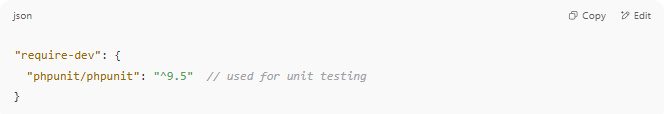 json
Copy
Edit
"require-dev": {
  "phpunit/phpunit": "^9.5"  // used for unit testing
}